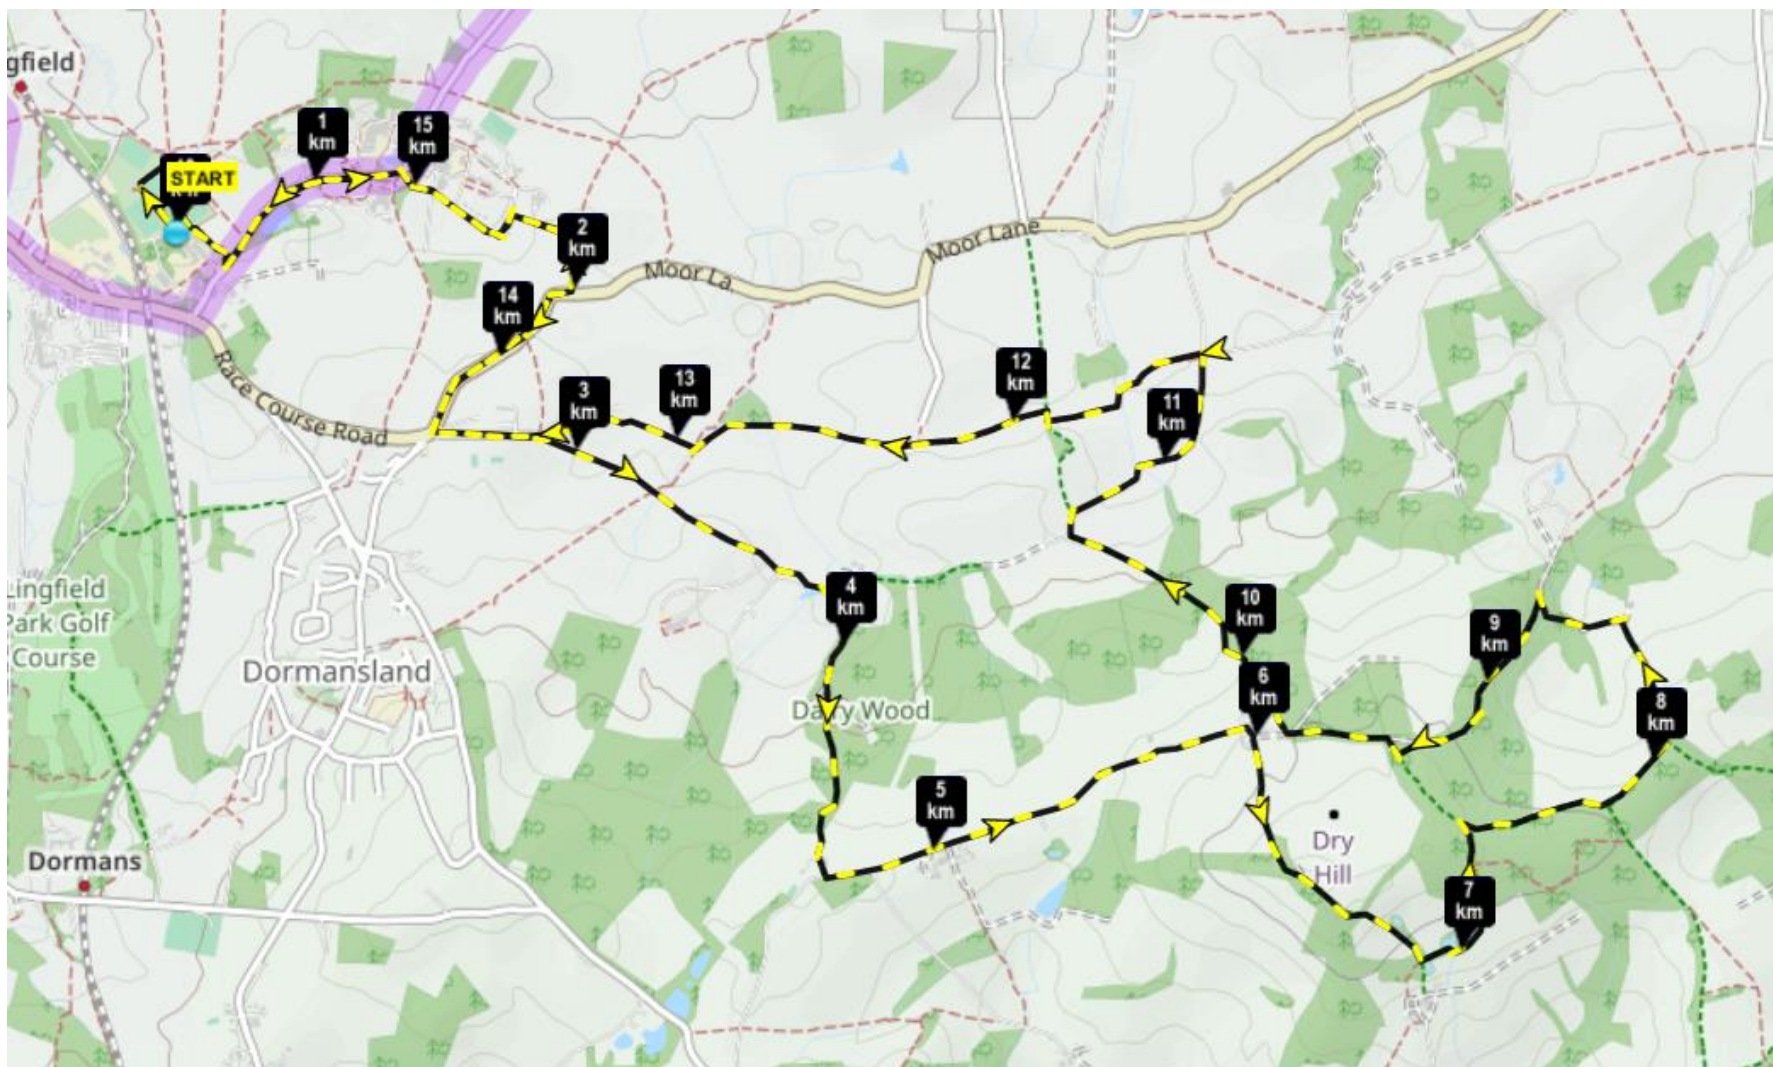 gfield
1
km
15
km
START
2
km
Moor Lane
Moor La.
14
km
Race Course Road
3
km
13
km
12
km
11
km
Lingfield
Park Golf
Course
4
km
10
km
9
km
Dormansland
6
km
Dairy Wood
8
km
5
km
Dry
Hill
Dormans
7
km